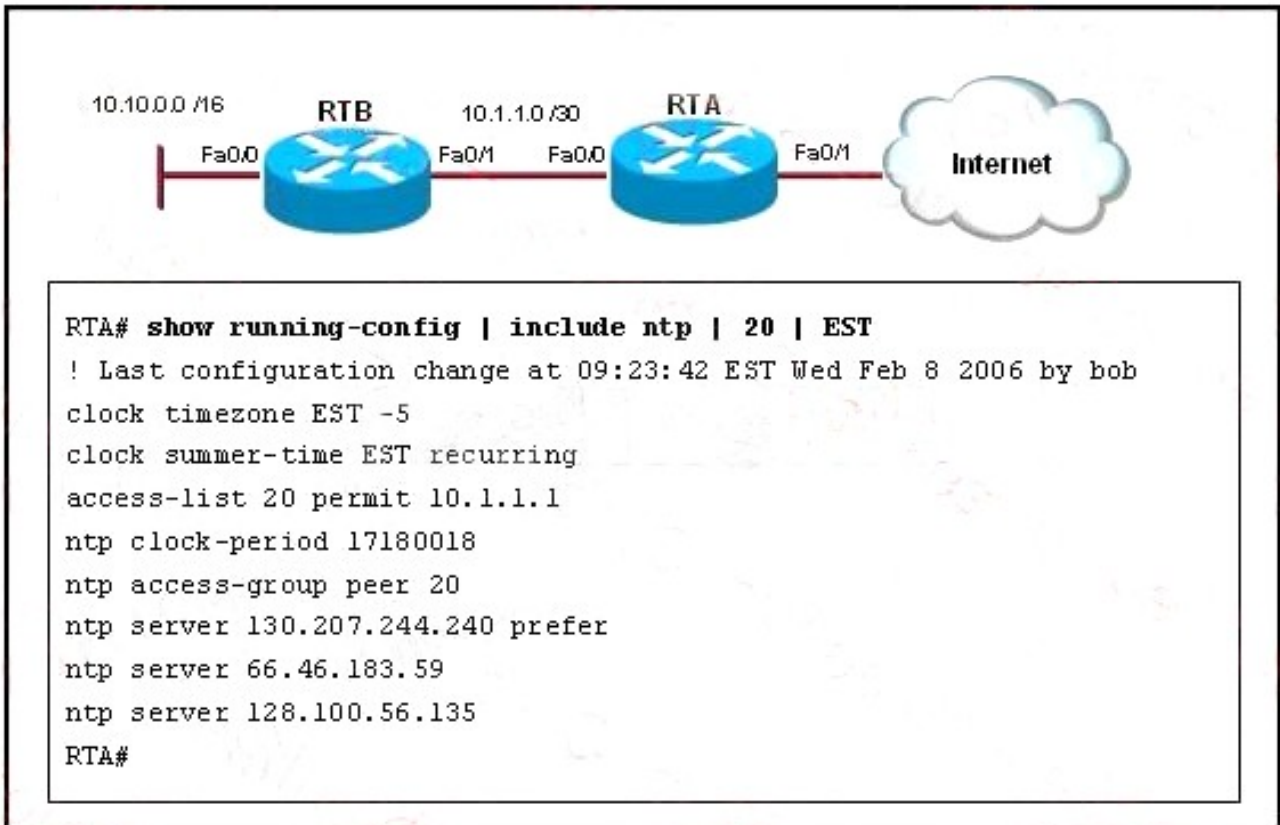 10.10.0.0 /16
RTB
10.1.1.0 /30
RTA
Fa0/0
Fa0/1
Fa0/0
Fa0/1
Internet
RTA# show running-config | include ntp | 20 | EST
! Last configuration change at 09:23:42 EST Wed Feb 8 2006 by bob
clock timezone EST -5
clock summer-time EST recurring
access-list 20 permit 10.1.1.1
ntp clock-period 17180018
ntp access-group peer 20
ntp server 130.207.244.240 prefer
ntp server 66.46.183.59
ntp server 128.100.56.135
RTA#